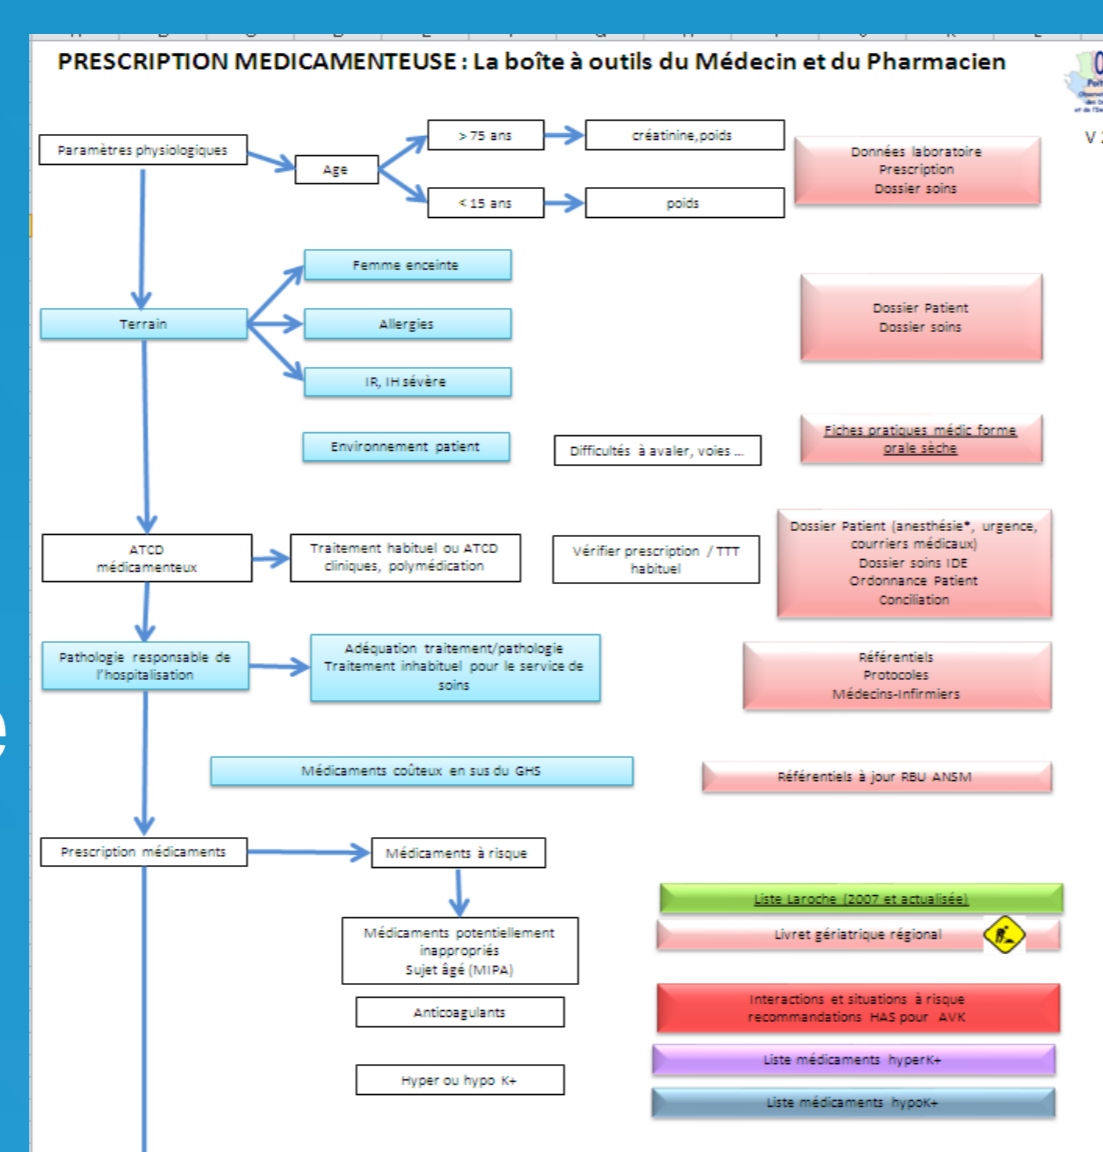 PRESCRIPTION MEDICAMENTEUSE : La boîte à outils du Médecin et du Pharmacien
Paramètres physiologiques
Age
> 75 ans
créatinine,poids
< 15 ans
poids
Données laboratoire
Prescription
Dossier soins
V
Terrain
Femme enceinte
Allergies
IR, IH sévère
Dossier Patient
Dossier soins
Environnement patient
Difficultés à avaler, voies ...
Fiches pratiques médic forme
orale sèche
ATCD
médicamenteux
Traitement habituel ou ATCD
cliniques, polymédication
Vérifier prescription / TTT
habituel
Dossier Patient (anesthésie*, urgence,
courriers médicaux)
Dossier soins IDE
Ordonnance Patient
Conciliation
Pathologie responsable de
l'hospitalisation
Adéquation traitement/pathologie
Traitement inhabituel pour le service de
soins
Référentiels
Protocoles
Médecins-Infirmiers
e
Médicaments coûteux en sus du GHS
Référentiels à jour RBU ANSM
Prescription médicaments
Médicaments à risque
Médicaments potentiellement
inappropriés
Sujet âgé (MIPA)
Liste Laroche (2007 et actualisée)
Livret gériatrique régional
Anticoagulants
Interactions et situations à risque
recommandations HAS pour AVK
Hyper ou hypo K+
Liste médicaments hyperK+
Liste médicaments hypoK+